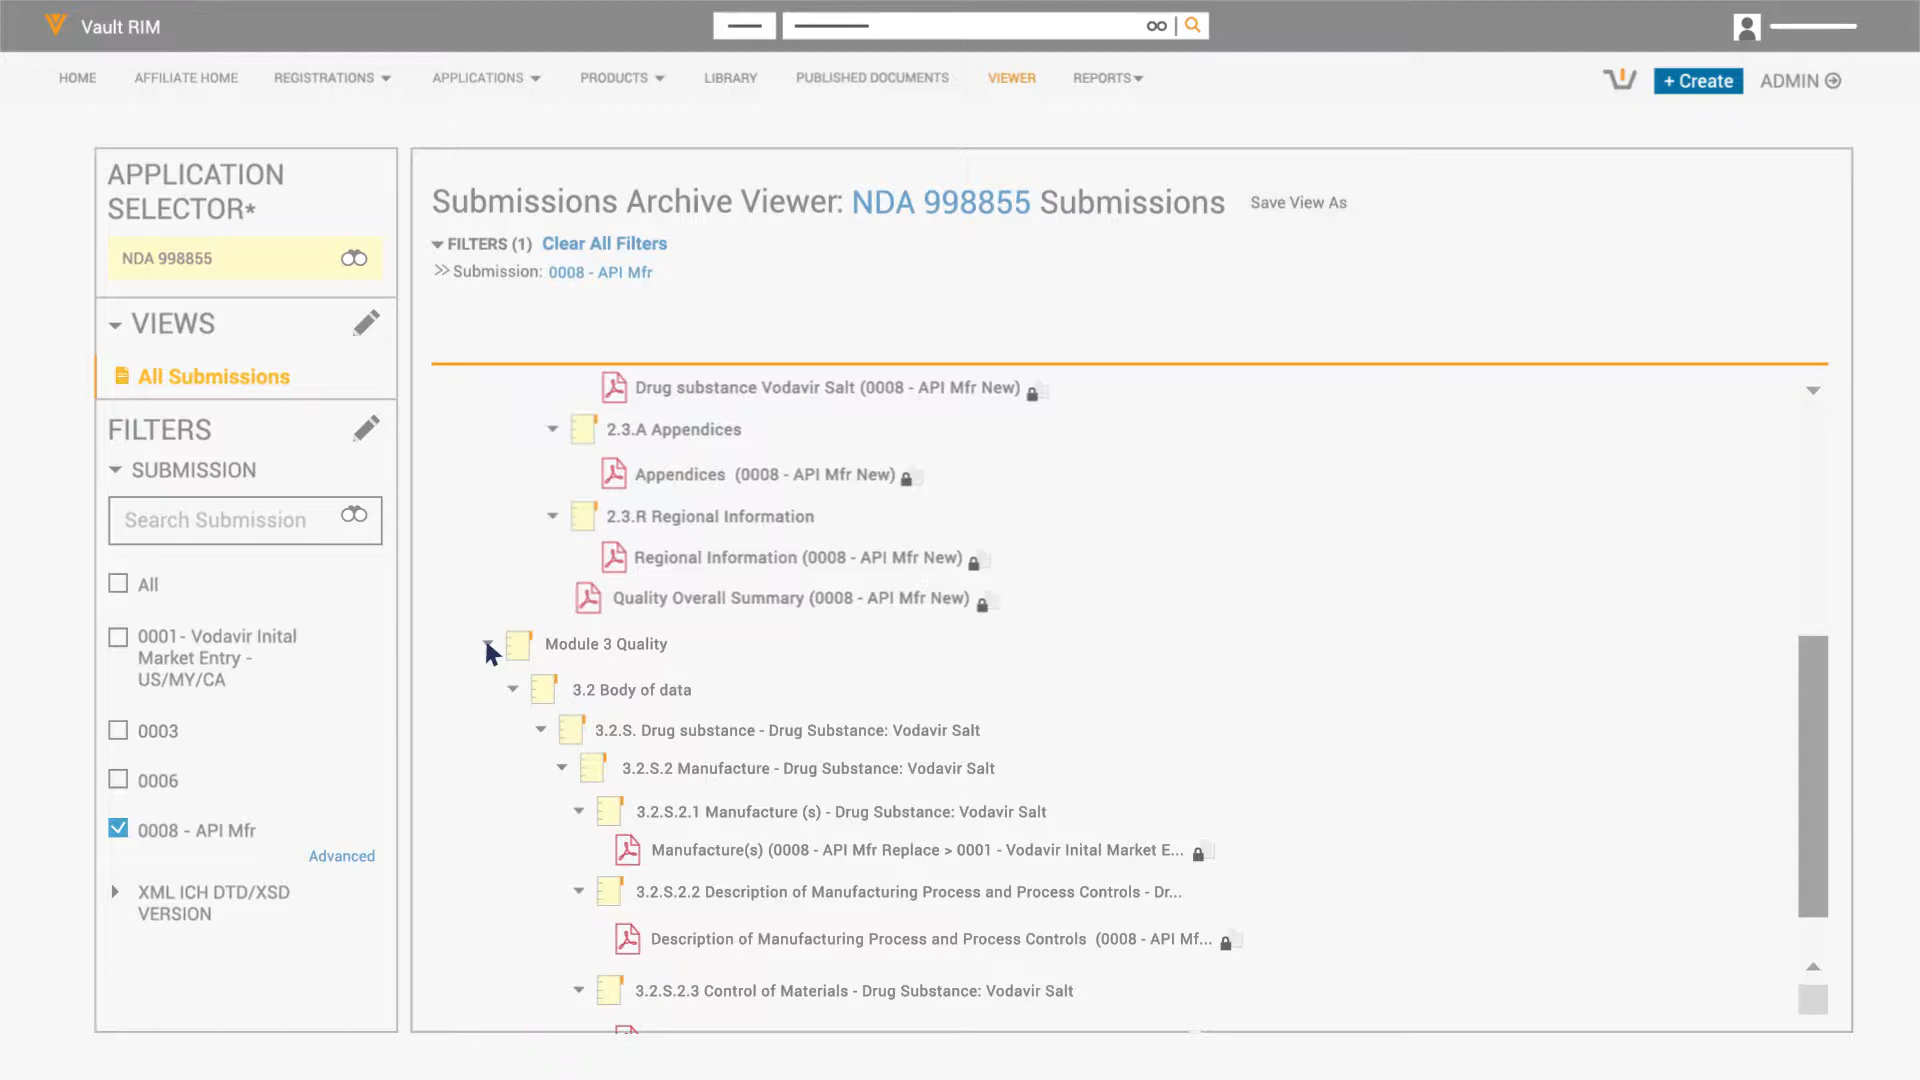 Vault RIM
HOME AFFILIATE HOME REGISTRATIONS APPLICATIONS PRODUCTS LIBRARY PUBLISHED DOCUMENTS VIEWER REPORTS
+ Create ADMIN
APPLICATION
SELECTOR*
NDA 998855
VIEWS
All Submissions
FILTERS
SUBMISSION
Search Submission
All
0001- Vodavir Inital
Market Entry -
US/MY/CA
0003
0006
0008 - API Mfr
Advanced
XML ICH DTD/XSD
VERSION
Submissions Archive Viewer: NDA 998855 Submissions Save View As
FILTERS (1) Clear All Filters
Submission: 0008 - API Mfr
Drug substance Vodavir Salt (0008 - API Mfr New)
2.3.A Appendices
Appendices (0008 - API Mfr New)
2.3.R Regional Information
Regional Information (0008 - API Mfr New)
Quality Overall Summary (0008 - API Mfr New)
Module 3 Quality
3.2 Body of data
3.2.S. Drug substance - Drug Substance: Vodavir Salt
3.2.S.2 Manufacture - Drug Substance: Vodavir Salt
3.2.S.2.1 Manufacture (s) - Drug Substance: Vodavir Salt
Manufacture(s) (0008 - API Mfr Replace > 0001 - Vodavir Inital Market E...
3.2.S.2.2 Description of Manufacturing Process and Process Controls - Dr...
Description of Manufacturing Process and Process Controls (0008 - API Mf...
3.2.S.2.3 Control of Materials - Drug Substance: Vodavir Salt